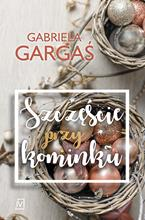 GABRIELA
GARGAŚ
Szczęście
przy
kominku